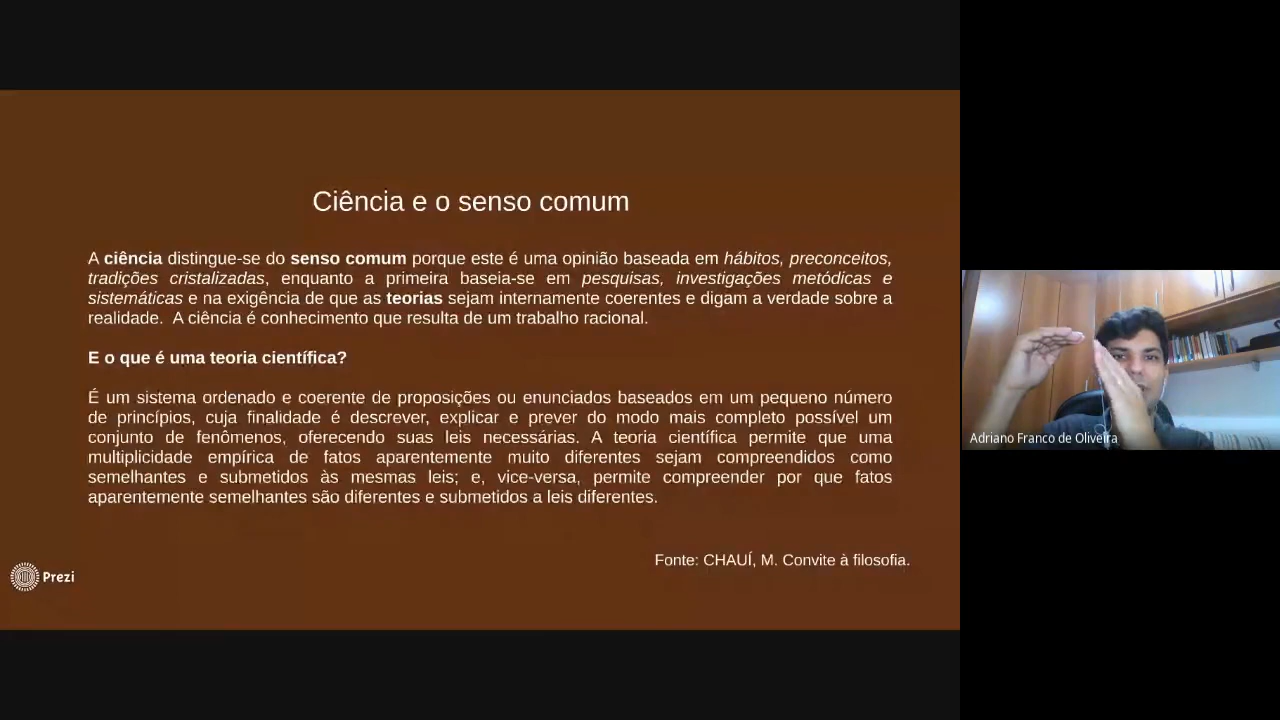 Ciência e o senso comum
A ciência distingue-se do senso comum porque este é uma opinião baseada em hábitos, preconceitos,
tradições cristalizadas, enquanto a primeira baseia-se em pesquisas, investigações metódicas e
sistemáticas e na exigência de que as teorias sejam internamente coerentes e digam a verdade sobre a
realidade. A ciência é conhecimento que resulta de um trabalho racional.
E o que é uma teoria científica?
É um sistema ordenado e coerente de proposições ou enunciados baseados em um pequeno número
de princípios, cuja finalidade é descrever, explicar e prever do modo mais completo possível um
conjunto de fenômenos, oferecendo suas leis necessárias. A teoria científica permite que uma
multiplicidade empírica de fatos aparentemente muito diferentes sejam compreendidos como
semelhantes e submetidos às mesmas leis; e, vice-versa, permite compreender por que fatos
aparentemente semelhantes são diferentes e submetidos a leis diferentes.
Fonte: CHAUÍ, M. Convite à filosofia.
Prezi
Adriano Franco de Oliveira